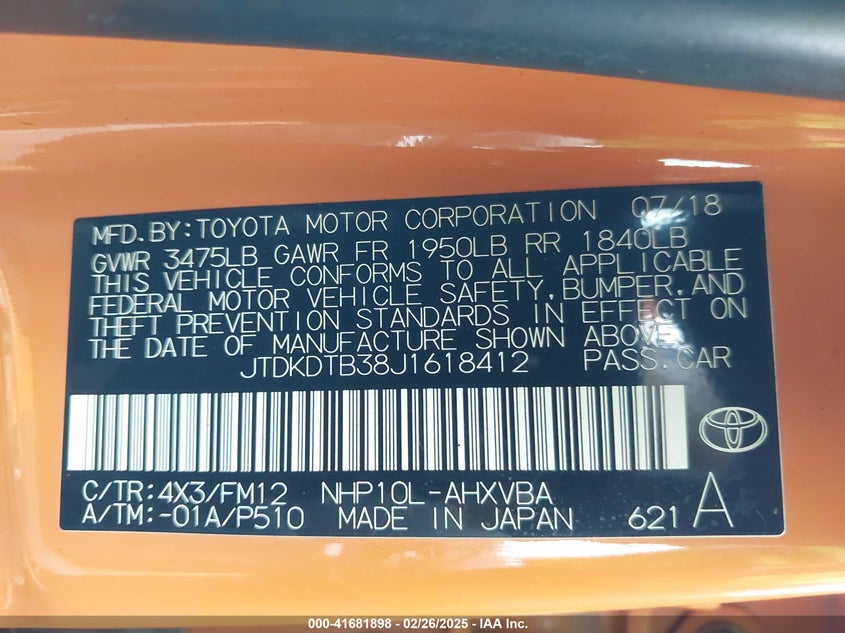 MFD.BY:TOYOTA MOTOR CORPORATION 07/18
GVWR 3475LB GAWR FR 1950LB RR 1840LB
THIS VEHICLE CONFORMS TO ALL APPLICABLE
FEDERAL MOTOR VEHICLE SAFETY,BUMPER,AND
THEFT PREVENTION STANDARDS IN EFFECT ON
THE DATE OF MANUFACTURE SHOWN ABOVE.
JTDKDTB38J1618412 PASS.CAR
C/TR:4X3/FM12 NHP10L-AHXVBA
A/TM:-01A/P510 MADE IN JAPAN 621 A
000-41681898 - 02/26/2025 - IAA Inc.